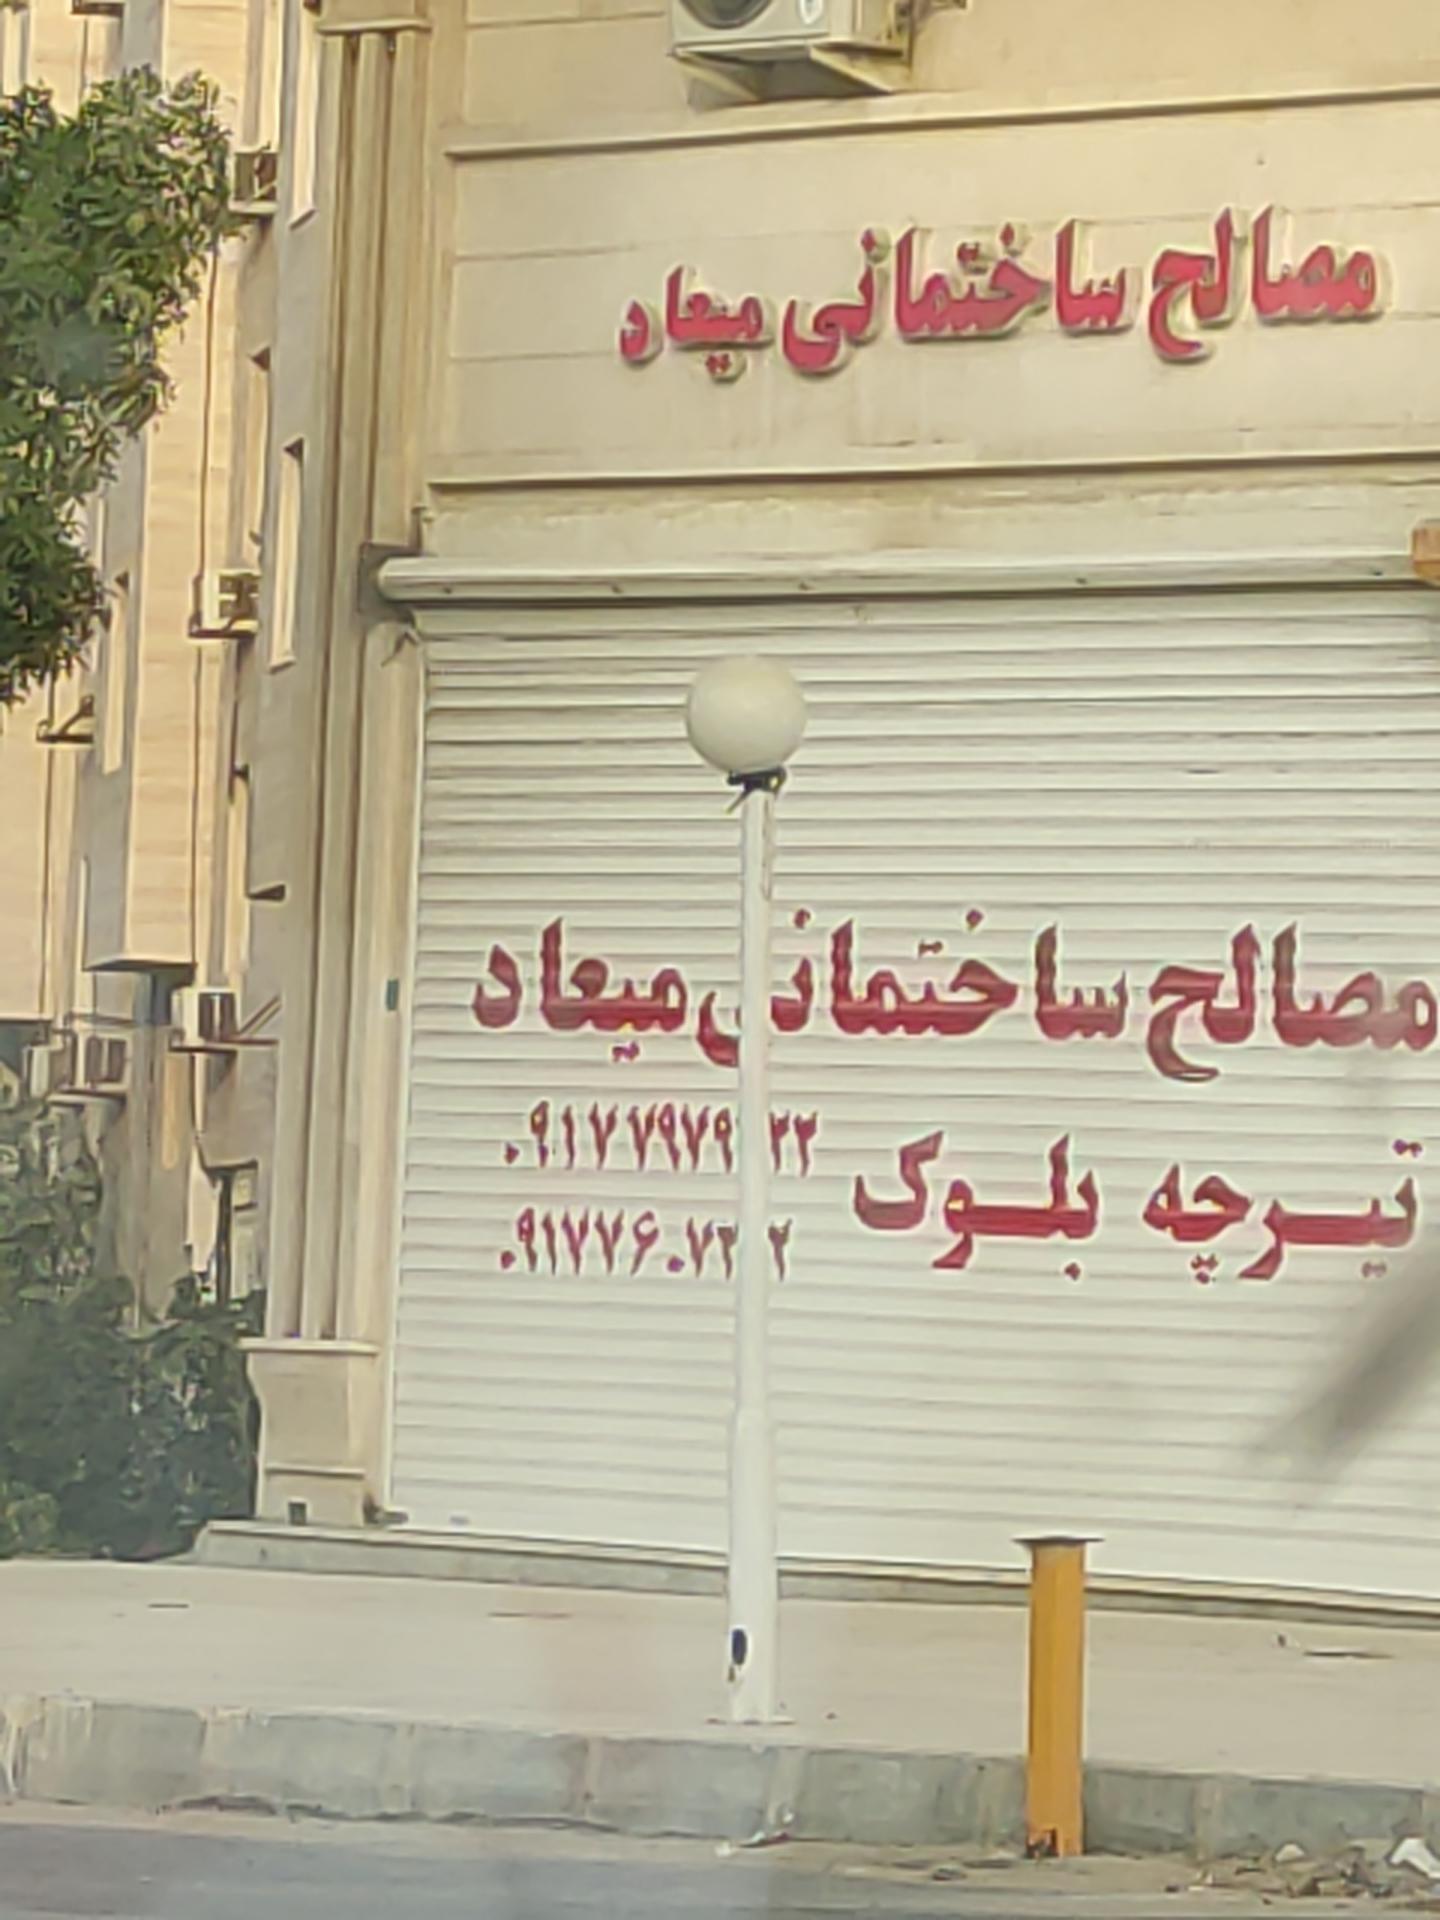 مصالح ساختمانی میعاد
مصالح ساختمانی میعاد
تیرچه بلوک